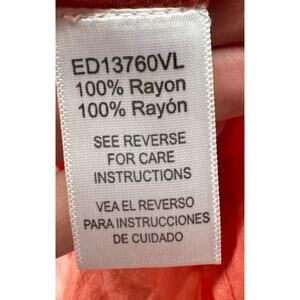 ED13760VL
100% Rayon
100% Rayón
SEE REVERSE
FOR CARE
INSTRUCTIONS
VEA EL REVERSO
PARA INSTRUCCIONES
DE CUIDADO